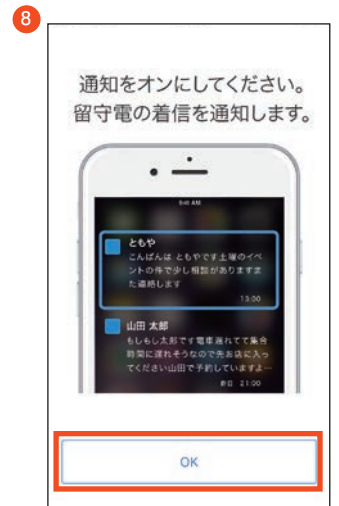 8
通知をオンにしてください。
留守電の着信を通知します。
9:41 AM
ともや
こんばんは ともやです土曜のイベ
ントの件で少し相談がありますま
た連絡します
13:00
山田 太郎
もしもし太郎です電車遅れてて集合
時間に遅れそうなので先お店に入っ
てください山田で予約していますよ…
昨日 21:00
OK